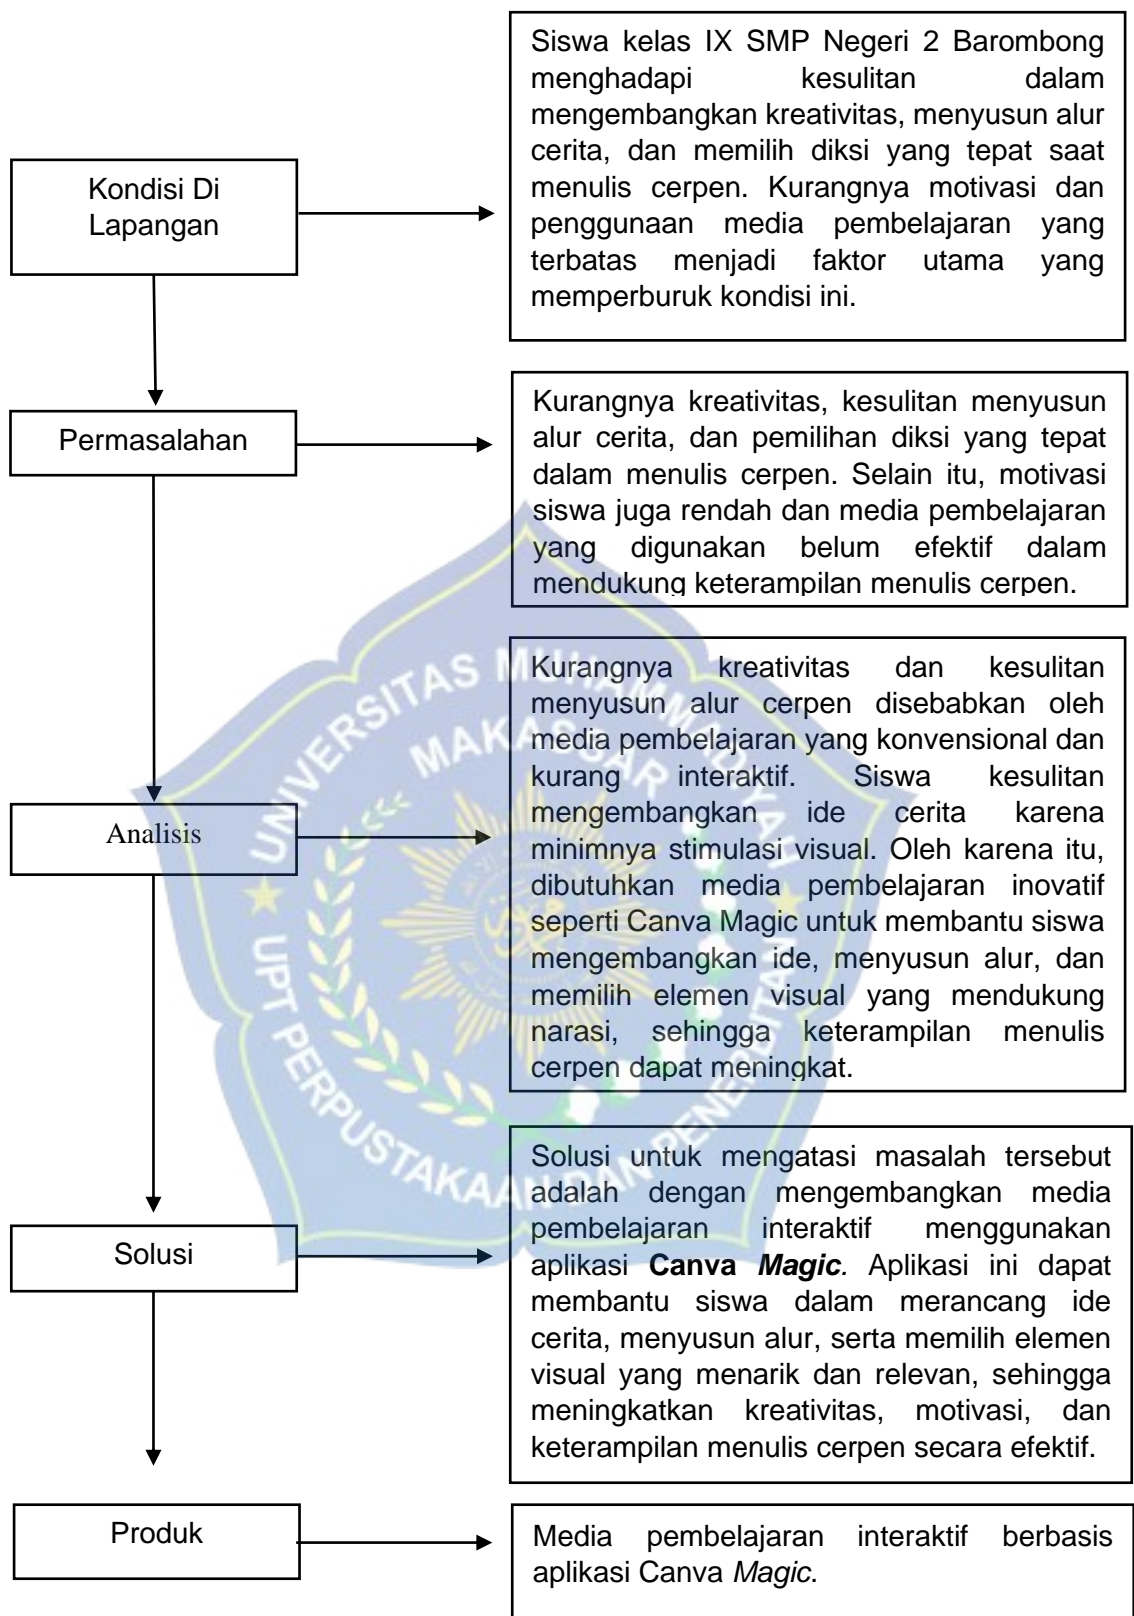 Kondisi Di
Lapangan
Siswa kelas IX SMP Negeri 2 Barombong
menghadapi kesulitan dalam
mengembangkan kreativitas, menyusun alur
cerita, dan memilih diksi yang tepat saat
menulis cerpen. Kurangnya motivasi dan
penggunaan media pembelajaran yang
terbatas menjadi faktor utama yang
memperburuk kondisi ini.
Permasalahan
Kurangnya kreativitas, kesulitan menyusun
alur cerita, dan pemilihan diksi yang tepat
dalam menulis cerpen. Selain itu, motivasi
siswa juga rendah dan media pembelajaran
yang digunakan belum efektif dalam
mendukung keterampilan menulis cerpen.
Analisis
Kurangnya kreativitas dan kesulitan
menyusun alur cerpen disebabkan oleh
media pembelajaran yang konvensional dan
kurang interaktif. Siswa kesulitan
mengembangkan ide cerita karena
minimnya stimulasi visual. Oleh karena itu,
dibutuhkan media pembelajaran inovatif
seperti Canva Magic untuk membantu siswa
mengembangkan ide, menyusun alur, dan
memilih elemen visual yang mendukung
narasi, sehingga keterampilan menulis
cerpen dapat meningkat.
Solusi
Solusi untuk mengatasi masalah tersebut
adalah dengan mengembangkan media
pembelajaran interaktif menggunakan
aplikasi Canva Magic. Aplikasi ini dapat
membantu siswa dalam merancang ide
cerita, menyusun alur, serta memilih elemen
visual yang menarik dan relevan, sehingga
meningkatkan kreativitas, motivasi, dan
keterampilan menulis cerpen secara efektif.
Produk
Media pembelajaran interaktif berbasis
aplikasi Canva Magic.
UNIVERSITAS MUHAMMADIYAH
MAKASSAR
UPT PERPUSTAKAAN DAN PENERBITAN